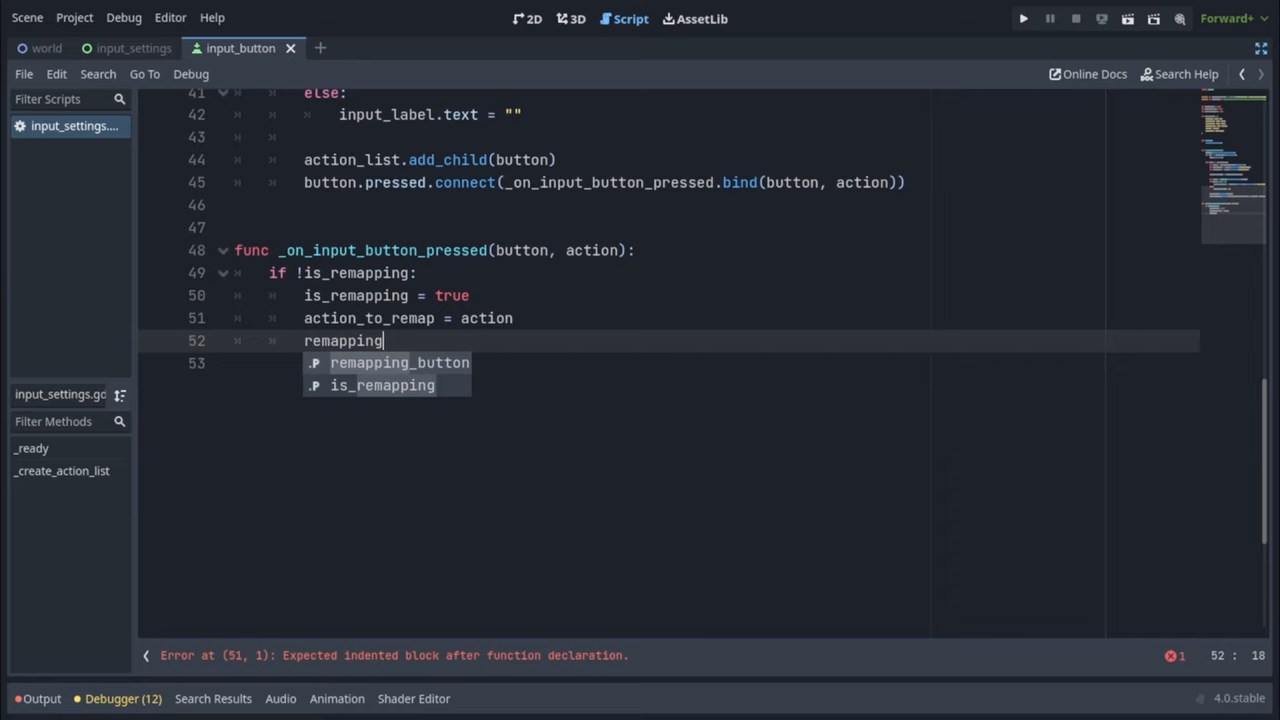 Scene Project Debug Editor Help 2D 3D Script AssetLib Forward+
world input_settings input_button
File Edit Search Go To Debug Online Docs Search Help
Filter Scripts
input_settings....
input_settings.gd
Filter Methods
_ready
_create_action_list
41 else:
42 input_label.text = ""
43
44 action_list.add_child(button)
45 button.pressed.connect(_on_input_button_pressed.bind(button, action))
46
47
48 func _on_input_button_pressed(button, action):
49 if !is_remapping:
50 is_remapping = true
51 action_to_remap = action
52 remapping
.P remapping_button
53
.P is_remapping
Error at (51, 1): Expected indented block after function declaration. 1 52 : 18
Output Debugger (12) Search Results Audio Animation Shader Editor 4.0.stable